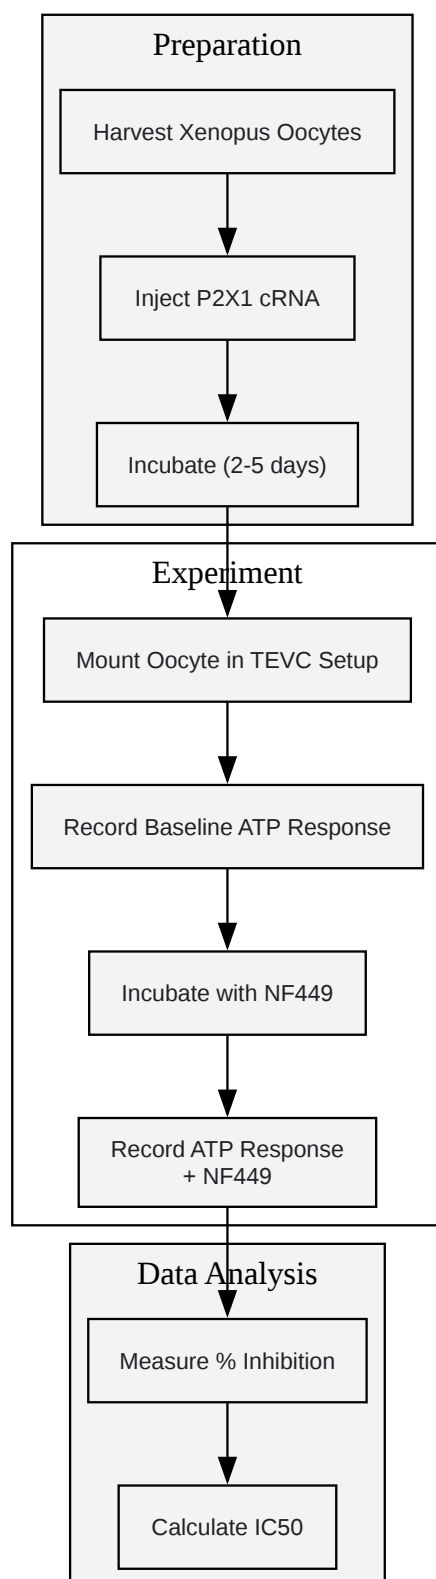 Preparation
Harvest Xenopus Oocytes
Inject P2X1 cRNA
Incubate (2-5 days)
Experiment
Mount Oocyte in TEVC Setup
Record Baseline ATP Response
Incubate with NF449
Record ATP Response
+ NF449
Data Analysis
Measure % Inhibition
Calculate IC50